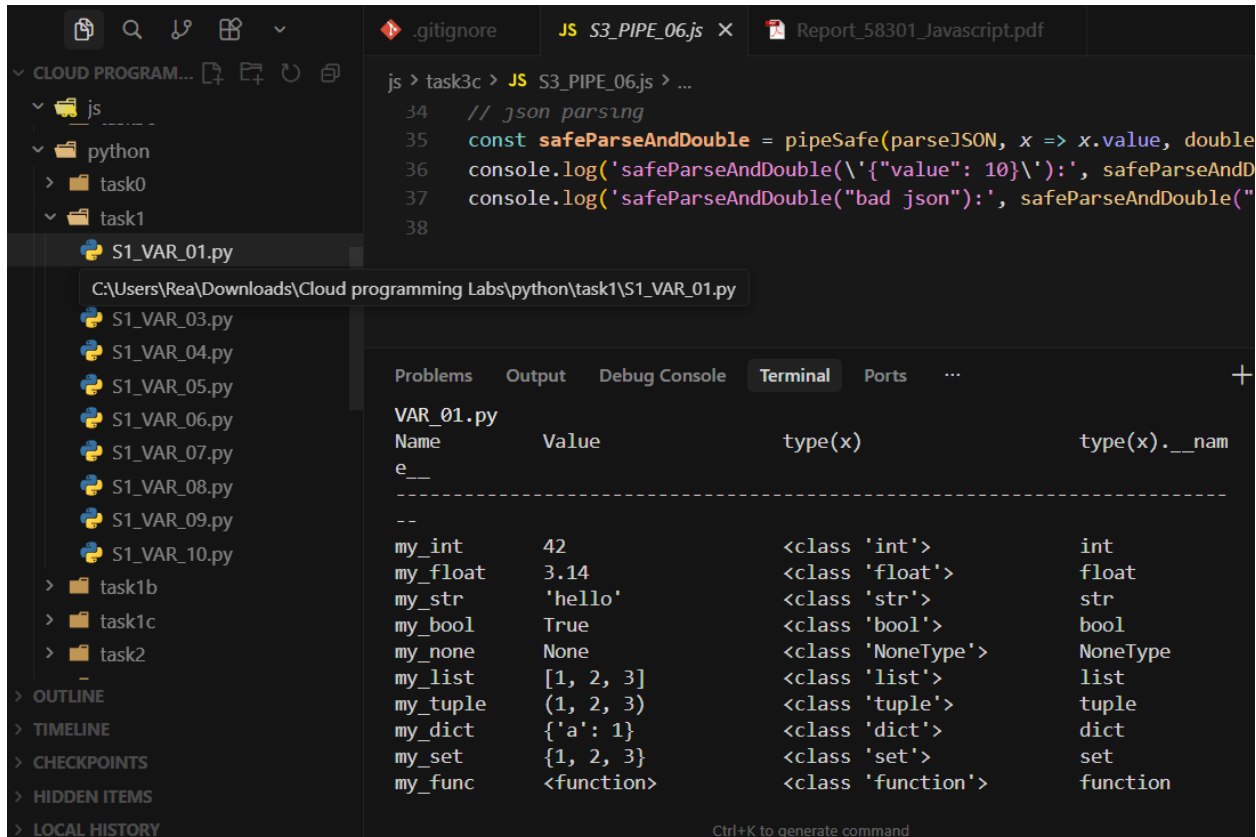 .gitignore
JS S3_PIPE_06.js
Report_58301_Javascript.pdf
CLOUD PROGRAM...
js
python
task0
task1
S1_VAR_01.py
C:\Users\Rea\Downloads\Cloud programming Labs\python\task1\S1_VAR_01.py
S1_VAR_03.py
S1_VAR_04.py
S1_VAR_05.py
S1_VAR_06.py
S1_VAR_07.py
S1_VAR_08.py
S1_VAR_09.py
S1_VAR_10.py
task1b
task1c
task2
OUTLINE
TIMELINE
CHECKPOINTS
HIDDEN ITEMS
LOCAL HISTORY
js > task3c > JS S3_PIPE_06.js > ...
34 // json parsing
35 const safeParseAndDouble = pipeSafe(parseJSON, x => x.value, double
36 console.log('safeParseAndDouble(\'{"value": 10}\'):', safeParseAndD
37 console.log('safeParseAndDouble("bad json"):', safeParseAndDouble("
38
Problems Output Debug Console Terminal Ports ...
VAR_01.py
Name Value type(x) type(x).__nam
e__
-------------------------------------------------------------------------
--
my_int 42 <class 'int'> int
my_float 3.14 <class 'float'> float
my_str 'hello' <class 'str'> str
my_bool True <class 'bool'> bool
my_none None <class 'NoneType'> NoneType
my_list [1, 2, 3] <class 'list'> list
my_tuple (1, 2, 3) <class 'tuple'> tuple
my_dict {'a': 1} <class 'dict'> dict
my_set {1, 2, 3} <class 'set'> set
my_func <function> <class 'function'> function
Ctrl+K to generate command